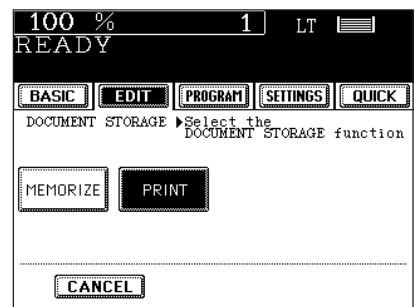 100 % 1 LT
READY
BASIC EDIT PROGRAM SETTINGS QUICK
DOCUMENT STORAGE ▶Select the
DOCUMENT STORAGE function
MEMORIZE PRINT
CANCEL